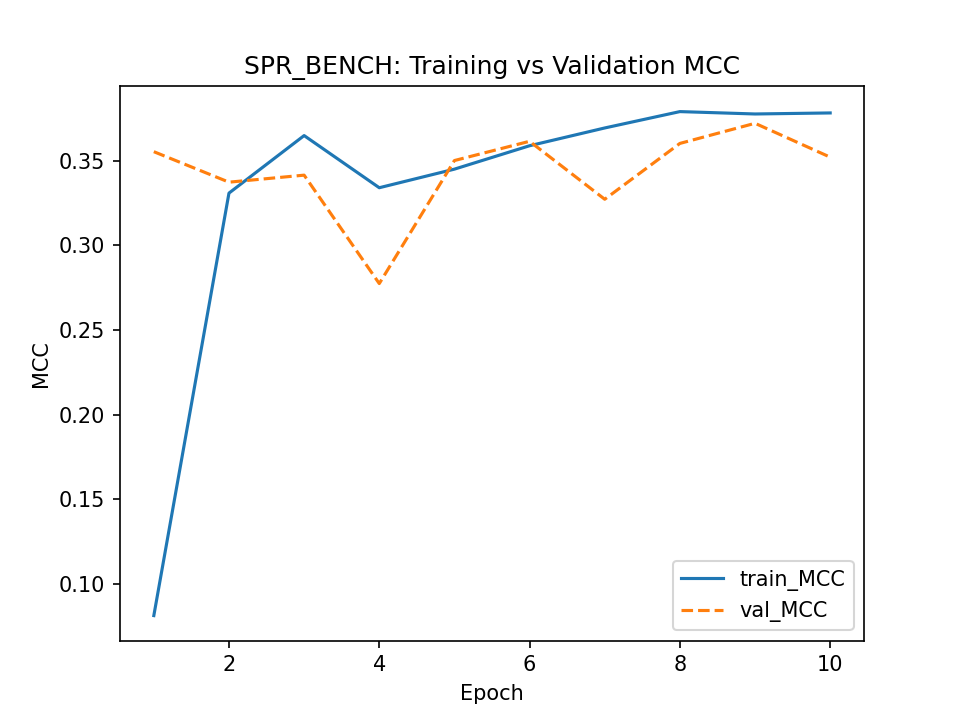 SPR_BENCH: Training vs Validation MCC
MCC
0.35
0.30
0.25
0.20
0.15
0.10
2
4
6
8
10
Epoch
train_MCC
val_MCC